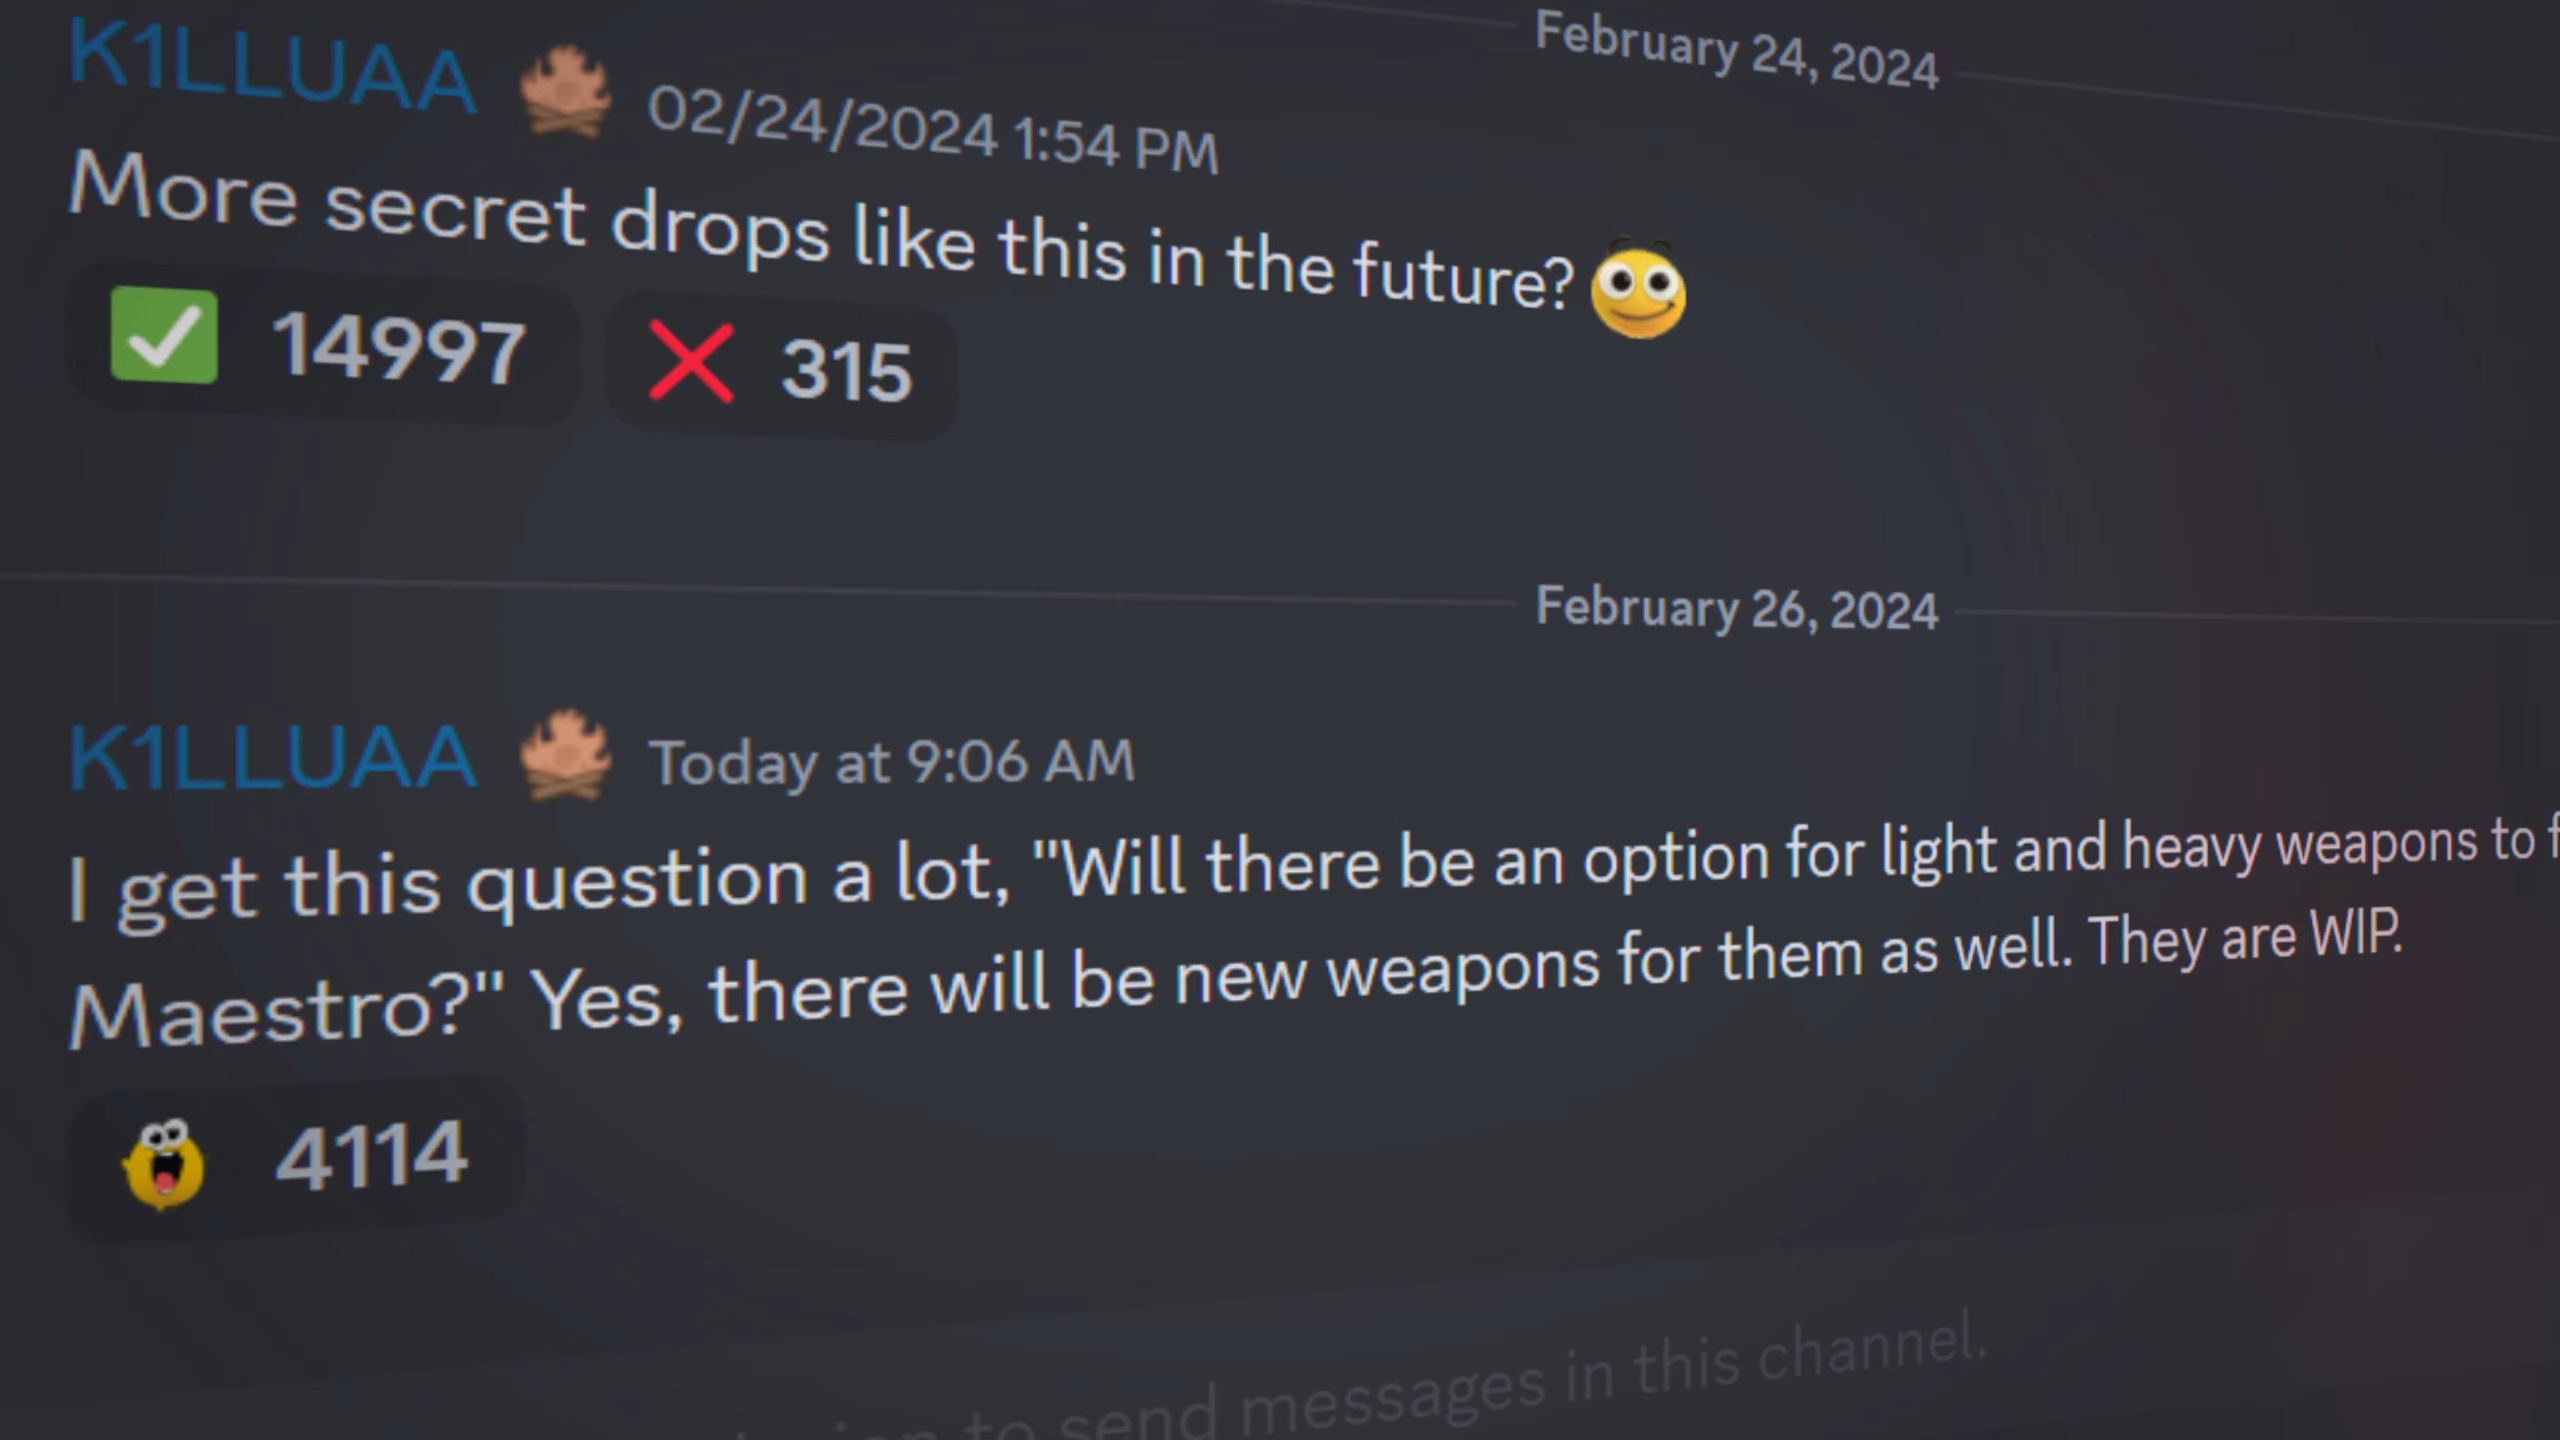 February 24, 2024
K1LLUAA 02/24/2024 1:54 PM
More secret drops like this in the future?
14997 315
February 26, 2024
K1LLUAA Today at 9:06 AM
I get this question a lot, "Will there be an option for light and heavy weapons to
Maestro?" Yes, there will be new weapons for them as well. They are WIP.
4114
to send messages in this channel.